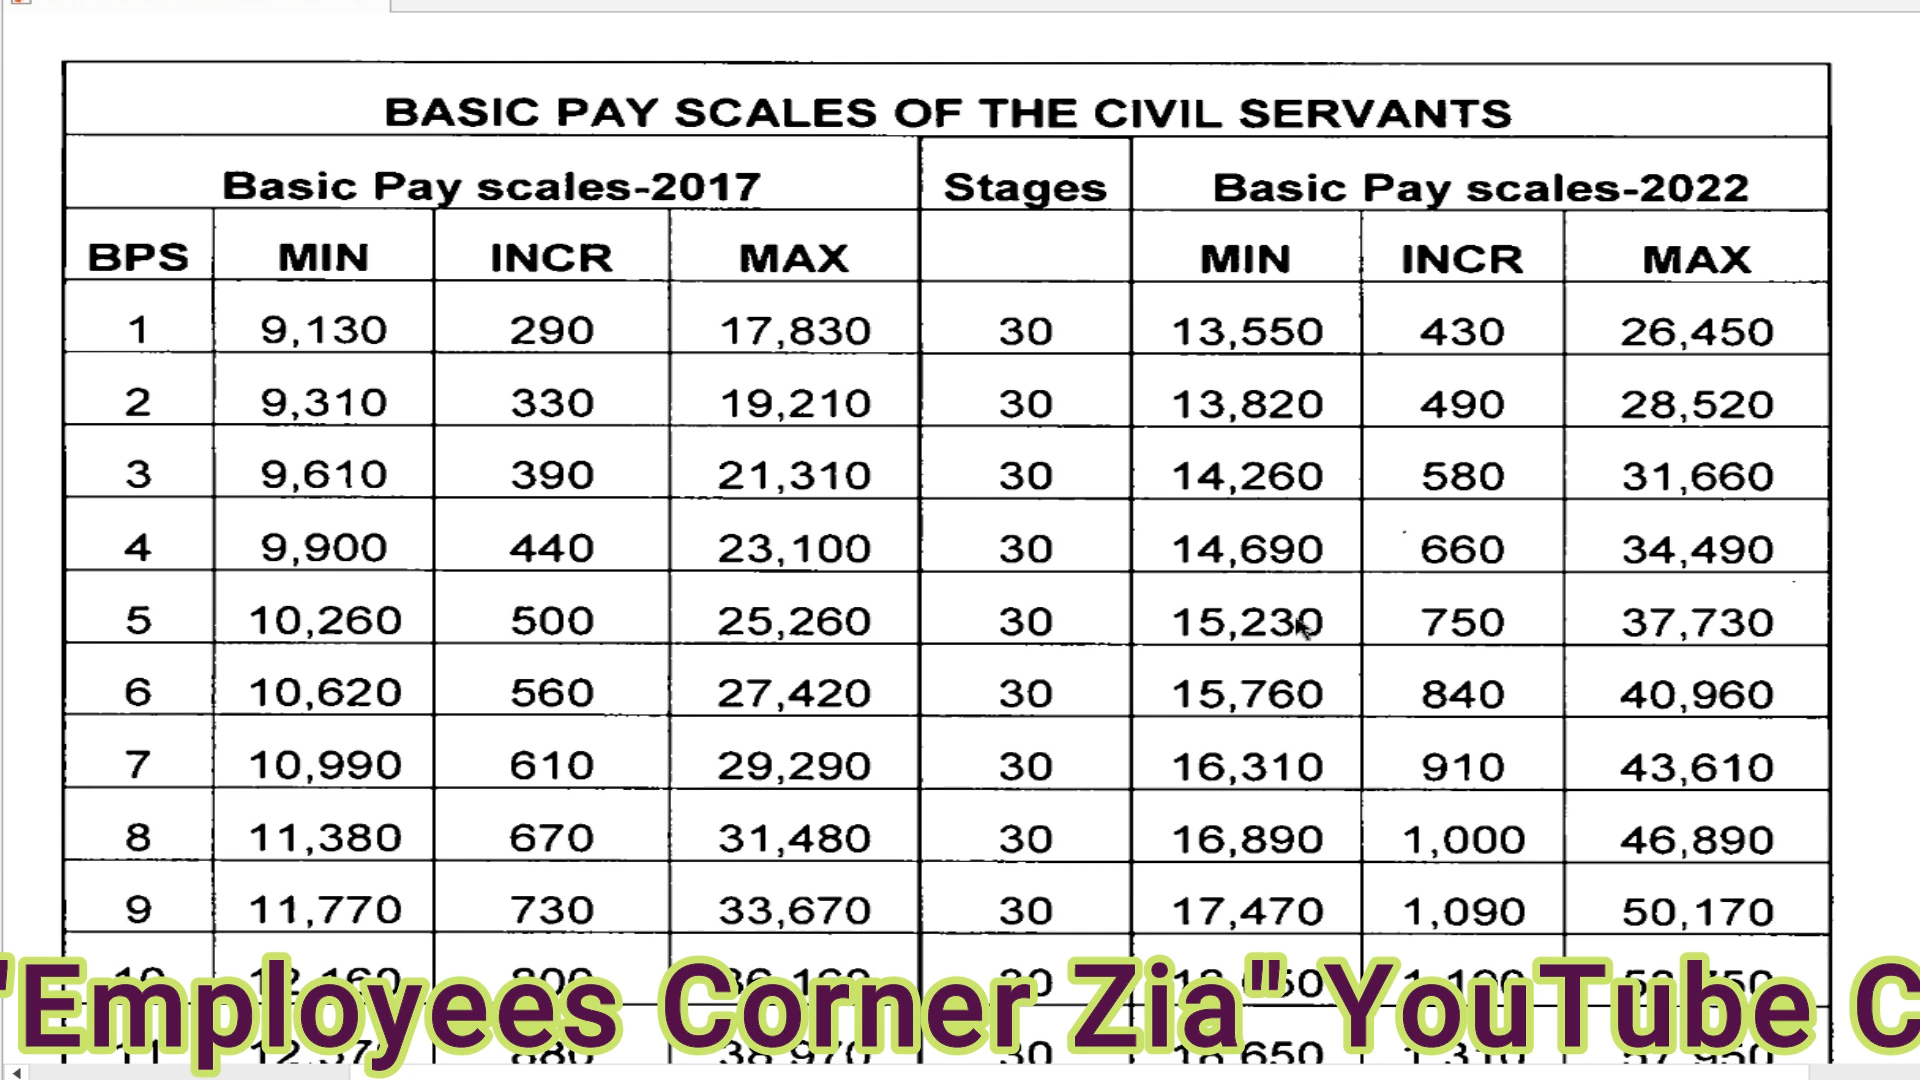 BASIC PAY SCALES OF THE CIVIL SERVANTS
Basic Pay scales-2017 Stages Basic Pay scales-2022
BPS MIN INCR MAX MIN INCR MAX
1 9,130 290 17,830 30 13,550 430 26,450
2 9,310 330 19,210 30 13,820 490 28,520
3 9,610 390 21,310 30 14,260 580 31,660
4 9,900 440 23,100 30 14,690 660 34,490
5 10,260 500 25,260 30 15,230 750 37,730
6 10,620 560 27,420 30 15,760 840 40,960
7 10,990 610 29,290 30 16,310 910 43,610
8 11,380 670 31,480 30 16,890 1,000 46,890
9 11,770 730 33,670 30 17,470 1,090 50,170
"Employees Corner Zia" YouTube C